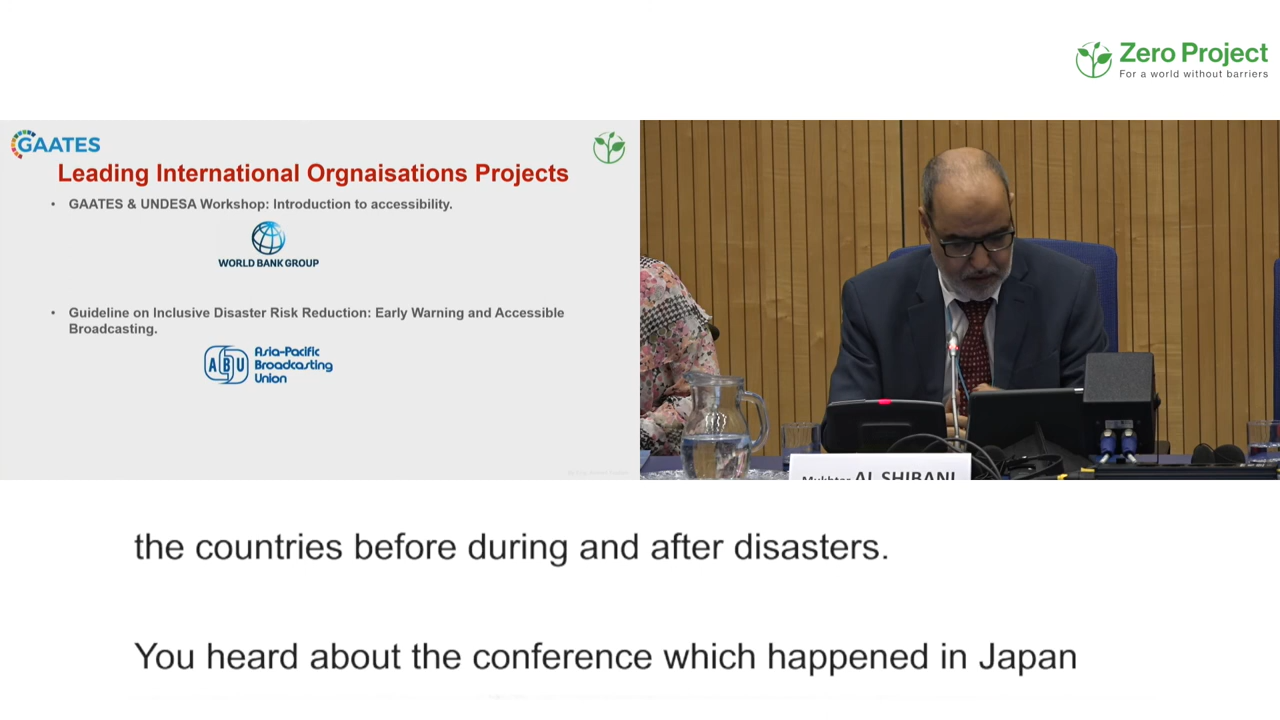 Zero Project
For a world without barriers
GAATES
Leading International Orgnaisations Projects
• GAATES & UNDESA Workshop: Introduction to accessibility.
WORLD BANK GROUP
• Guideline on Inclusive Disaster Risk Reduction: Early Warning and Accessible
Broadcasting.
ABU
Asia-Pacific
Broadcasting
Union
Mukhtar AL SHIBANI
the countries before during and after disasters.
You heard about the conference which happened in Japan